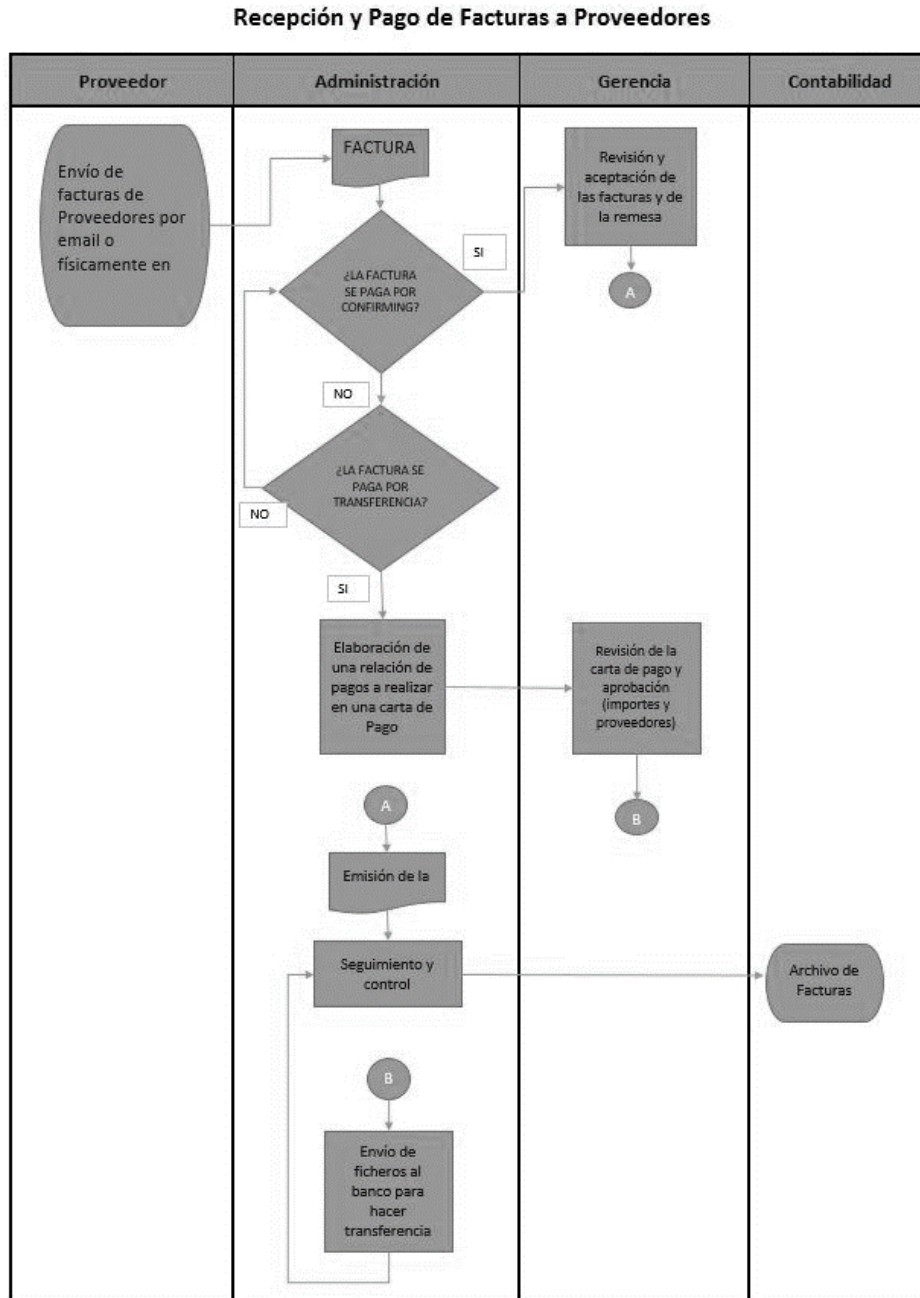 Recepción y Pago de Facturas a Proveedores
Proveedor
Administración
Gerencia
Contabilidad
Envío de
facturas de
Proveedores por
email o
físicamente en
FACTURA
Revisión y
aceptación de
las facturas y de
la remesa
SI
¿LA FACTURA
SE PAGA POR
CONFIRMING?
A
NO
¿LA FACTURA SE
PAGA POR
TRANSFERENCIA?
NO
SI
Elaboración de
una relación de
pagos a realizar
en una carta de
Pago
Revisión de la
carta de pago y
aprobación
(importes y
proveedores)
A
B
Emisión de la
Seguimiento y
control
Archivo de
Facturas
B
Envío de
ficheros al
banco para
hacer
transferencia